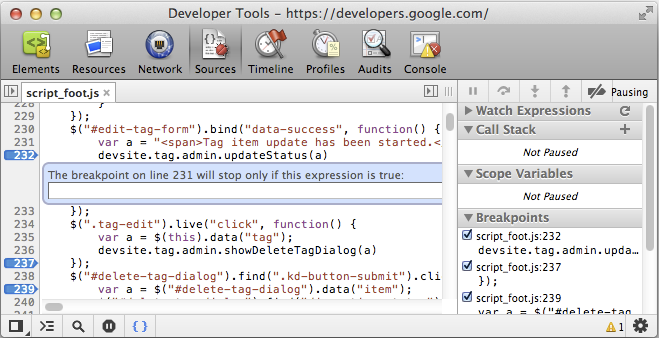 Developer Tools - https://developers.google.com/
Elements Resources Network Sources Timeline Profiles Audits Console
script_foot.js ×
Pausing
228 }
229 });
230 $("#edit-tag-form").bind("data-success", function() {
231 var a = "<span>Tag item update has been started.<
232 devsite.tag.admin.updateStatus(a)
The breakpoint on line 231 will stop only if this expression is true:
233 });
234 $(".tag-edit").live("click", function() {
235 var a = $(this).data("tag");
236 devsite.tag.admin.showDeleteTagDialog(a)
237 });
238 $("#delete-tag-dialog").find(".kd-button-submit").cli
239 var a = $("#delete-tag-dialog").data("item");
240
Watch Expressions
Call Stack
Not Paused
Scope Variables
Not Paused
Breakpoints
script_foot.js:232
devsite.tag.admin.upda…
script_foot.js:237
});
script_foot.js:239
var a = $("#delete-tag
{ }
1